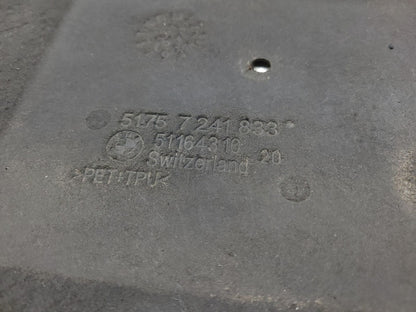 5175 7 241 833
51164310
Switzerland 20
>PET+TPU<